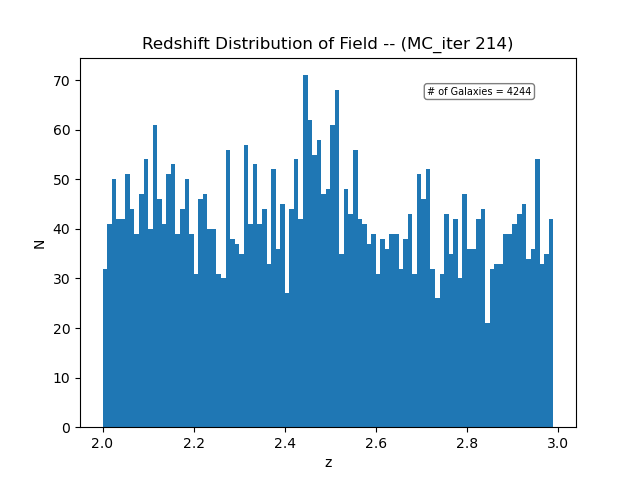 Redshift Distribution of Field -- (MC_iter 214)
# of Galaxies = 4244
70
60
50
40
30
20
10
0
N
2.0 2.2 2.4 2.6 2.8 3.0
z